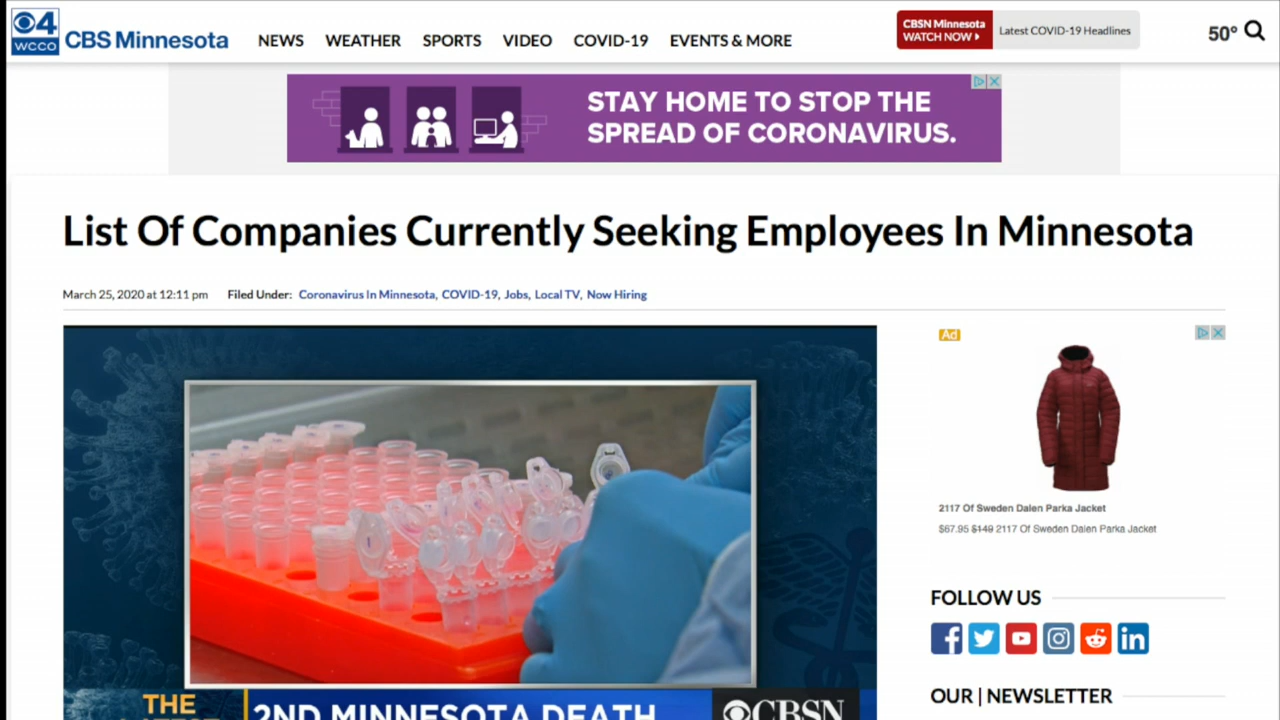 4
WCCO
CBS Minnesota
NEWS WEATHER SPORTS VIDEO COVID-19 EVENTS & MORE
CBSN Minnesota
WATCH NOW
Latest COVID-19 Headlines
50°
STAY HOME TO STOP THE
SPREAD OF CORONAVIRUS.
List Of Companies Currently Seeking Employees In Minnesota
March 25, 2020 at 12:11 pm Filed Under: Coronavirus In Minnesota, COVID-19, Jobs, Local TV, Now Hiring
Ad
2117 Of Sweden Dalen Parka Jacket
$67.95 $149 2117 Of Sweden Dalen Parka Jacket
FOLLOW US
OUR | NEWSLETTER
THE
LATEST
2ND MINNESOTA DEATH
CBSN